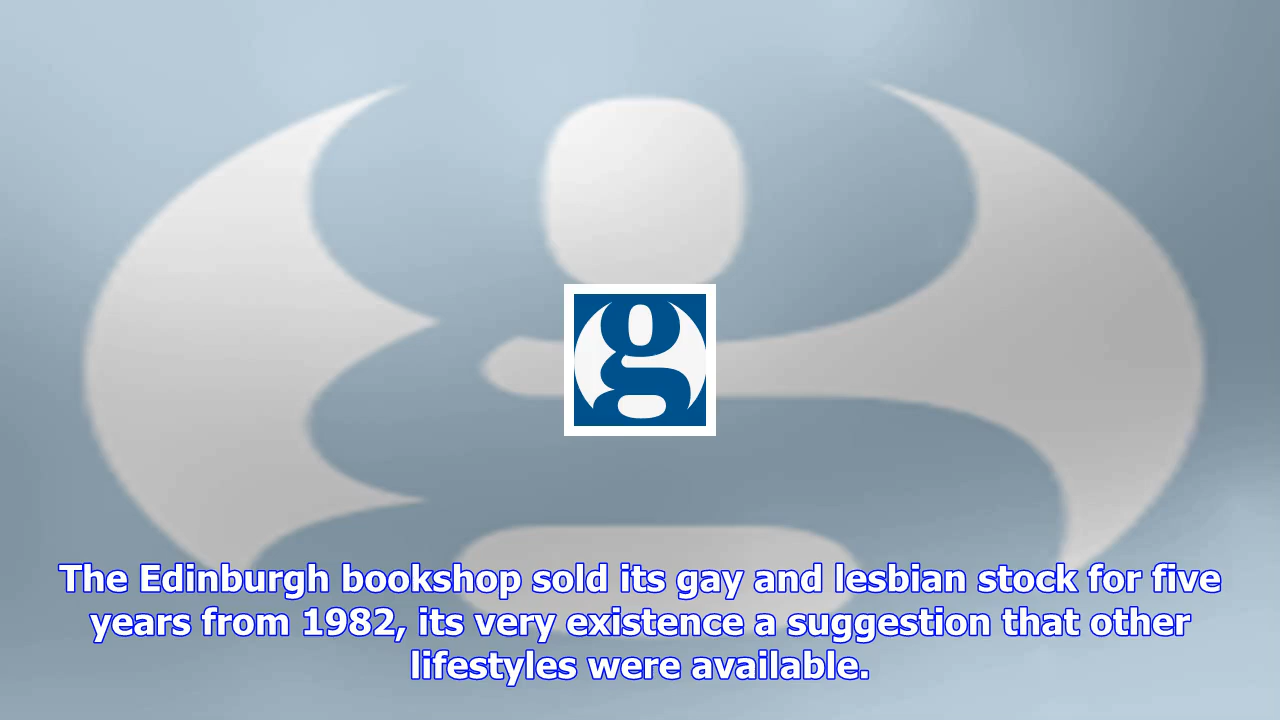 g
The Edinburgh bookshop sold its gay and lesbian stock for five
years from 1982, its very existence a suggestion that other
lifestyles were available.